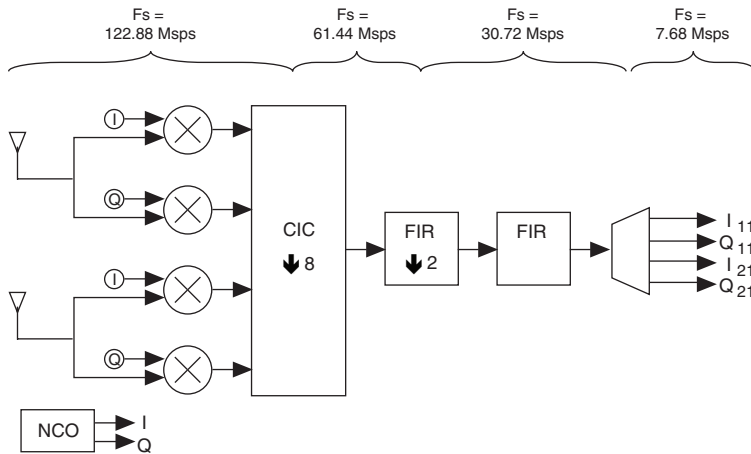 Fs =
122.88 Msps
Fs =
61.44 Msps
Fs =
30.72 Msps
Fs =
7.68 Msps
I
Q
I
Q
CIC
8
FIR
2
FIR
I 11
Q 11
I 21
Q 21
NCO
I
Q